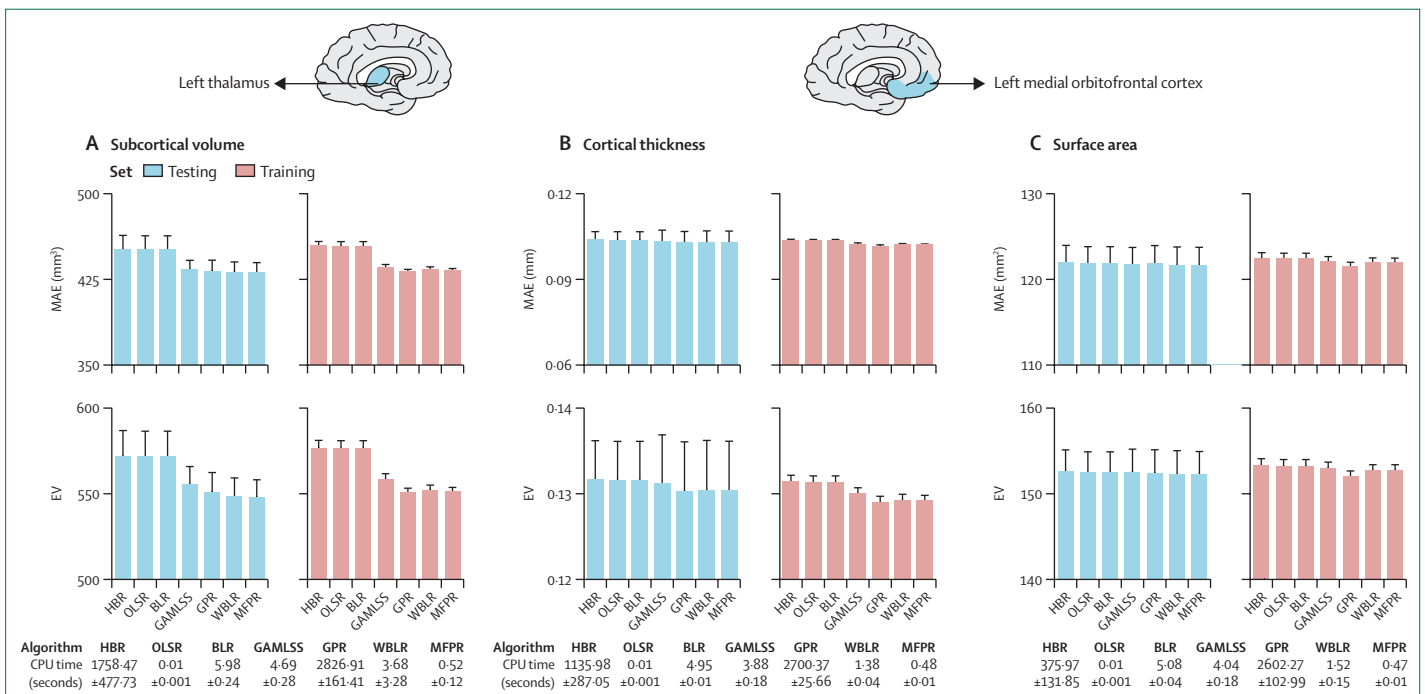 Left thalamus
Left medial orbitofrontal cortex
A Subcortical volume
Set Testing Training
500
425
350
MAE (mm³)
600
550
500
EV
HBR
OLSR
BLR
GAMLSS
GPR
WBLR
MFPR
HBR
OLSR
BLR
GAMLSS
GPR
WBLR
MFPR
Algorithm HBR OLSR BLR GAMLSS GPR WBLR MFPR
CPU time 1758·47 0·01 5·98 4·69 2826·91 3·68 0·52
(seconds) ±477·73 ±0·001 ±0·24 ±0·28 ±161·41 ±3·28 ±0·12
B Cortical thickness
0·12
0·09
0·06
MAE (mm)
0·14
0·13
0·12
EV
HBR
OLSR
BLR
GAMLSS
GPR
WBLR
MFPR
HBR
OLSR
BLR
GAMLSS
GPR
WBLR
MFPR
Algorithm HBR OLSR BLR GAMLSS GPR WBLR MFPR
CPU time 1135·98 0·01 4·95 3·88 2700·37 1·38 0·48
(seconds) ±287·05 ±0·001 ±0·01 ±0·18 ±25·66 ±0·04 ±0·01
C Surface area
130
120
110
MAE (mm²)
160
150
140
EV
HBR
OLSR
BLR
GAMLSS
GPR
WBLR
MFPR
HBR
OLSR
BLR
GAMLSS
GPR
WBLR
MFPR
HBR OLSR BLR GAMLSS GPR WBLR MFPR
375·97 0·01 5·08 4·04 2602·27 1·52 0·47
±131·85 ±0·001 ±0·04 ±0·18 ±102·99 ±0·15 ±0·01